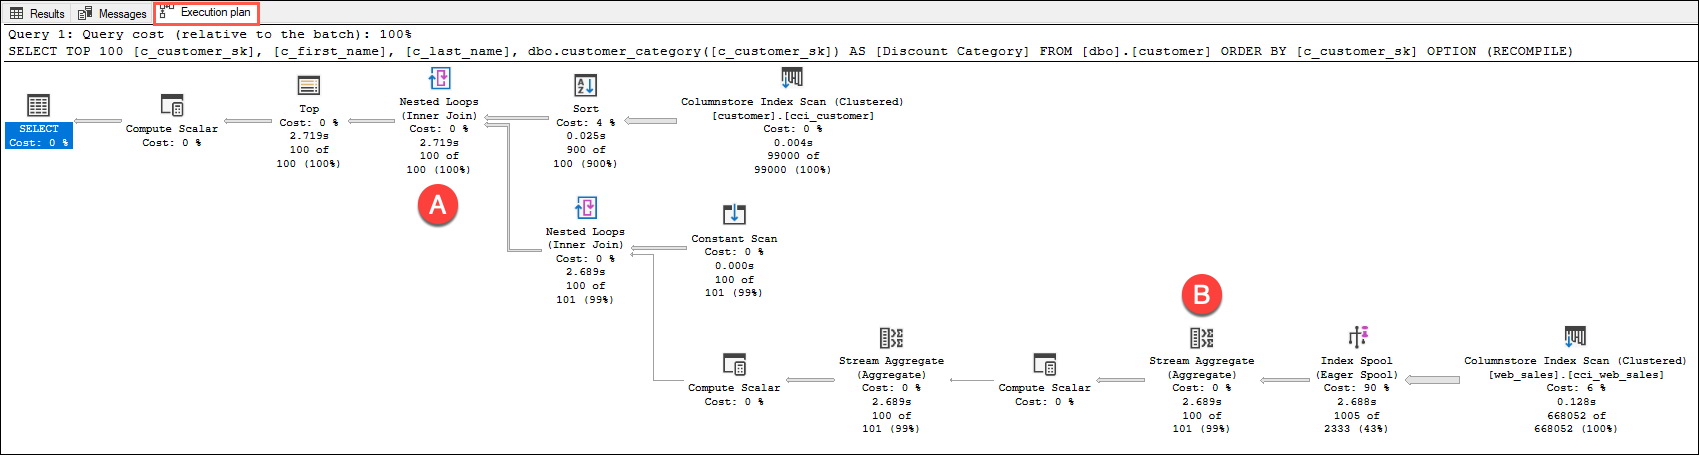 Results Messages Execution plan
Query 1: Query cost (relative to the batch): 100%
SELECT TOP 100 [c_customer_sk], [c_first_name], [c_last_name], dbo.customer_category([c_customer_sk]) AS [Discount Category] FROM [dbo].[customer] ORDER BY [c_customer_sk] OPTION (RECOMPILE)
SELECT
Cost: 0 %
Compute Scalar
Cost: 0 %
Top
Cost: 0 %
2.719s
100 of
100 (100%)
Nested Loops
(Inner Join)
Cost: 0 %
2.719s
100 of
100 (100%)
A
Sort
Cost: 4 %
0.025s
900 of
100 (900%)
Columnstore Index Scan (Clustered)
[customer].[cci_customer]
Cost: 0 %
0.004s
99000 of
99000 (100%)
Nested Loops
(Inner Join)
Cost: 0 %
2.689s
100 of
101 (99%)
Constant Scan
Cost: 0 %
0.000s
100 of
101 (99%)
Compute Scalar
Cost: 0 %
Stream Aggregate
(Aggregate)
Cost: 0 %
2.689s
100 of
101 (99%)
Compute Scalar
Cost: 0 %
B
Stream Aggregate
(Aggregate)
Cost: 0 %
2.689s
100 of
101 (99%)
Index Spool
(Eager Spool)
Cost: 90 %
2.688s
1005 of
2333 (43%)
Columnstore Index Scan (Clustered)
[web_sales].[cci_web_sales]
Cost: 6 %
0.128s
668052 of
668052 (100%)